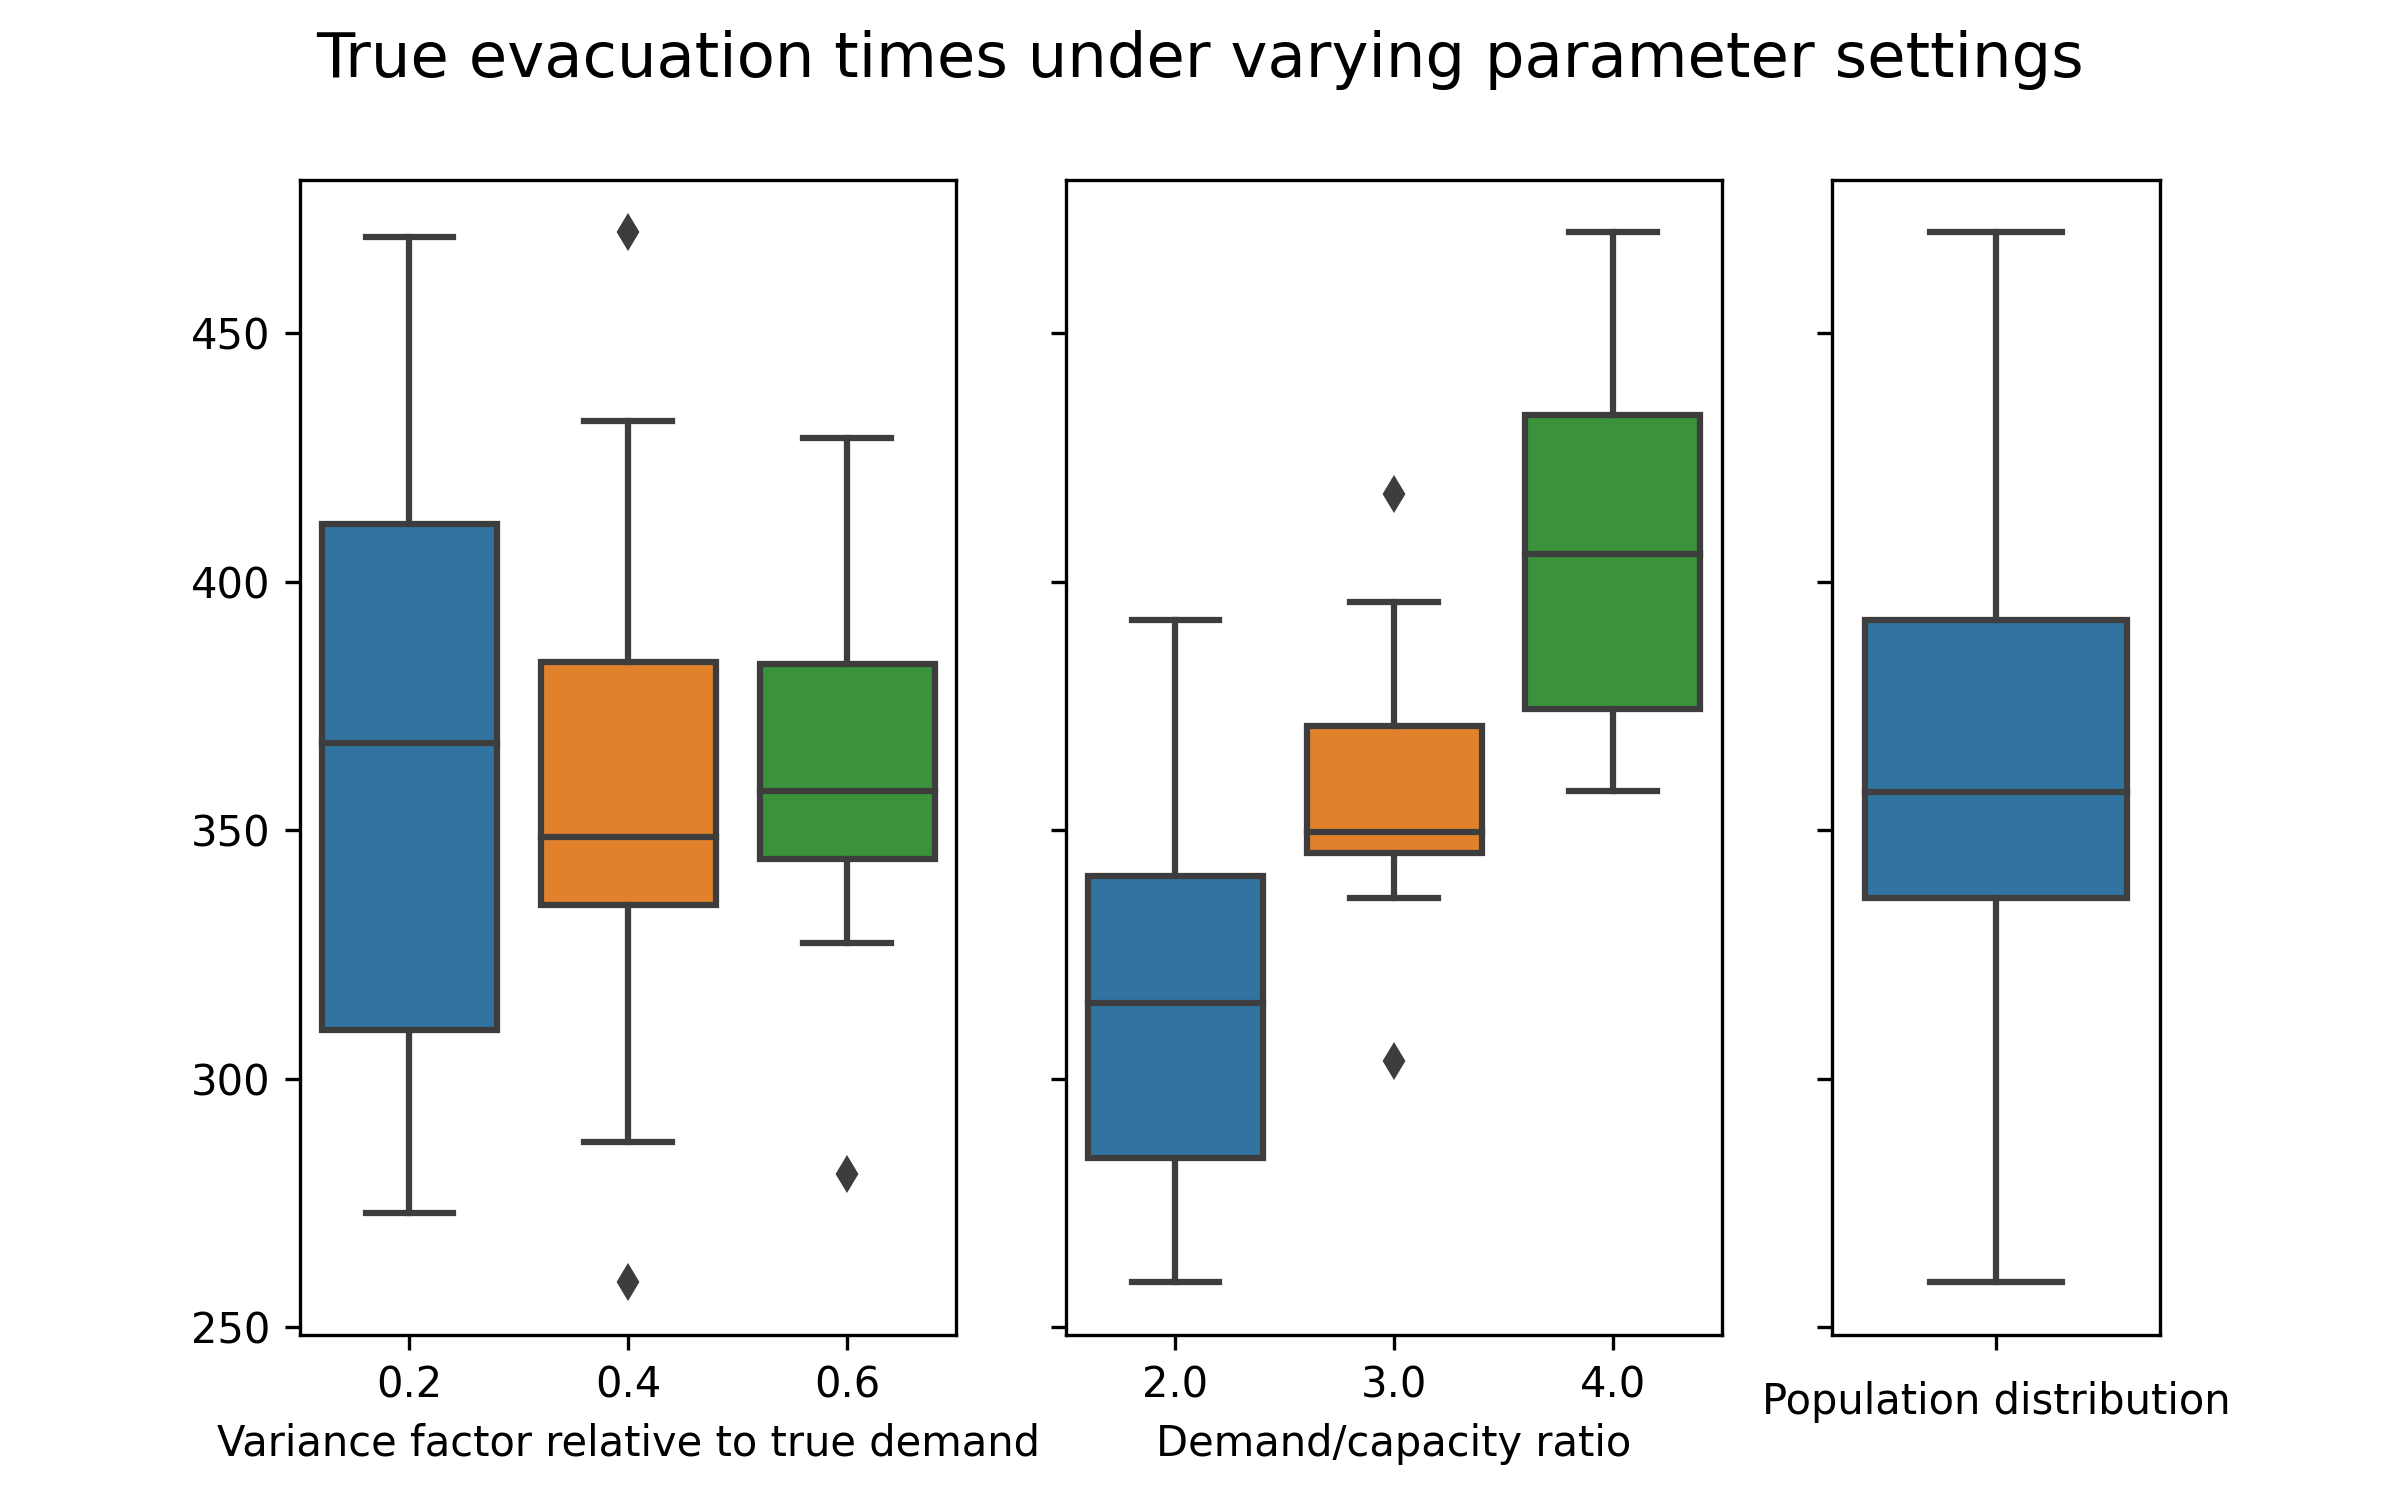 True evacuation times under varying parameter settings
450
400
350
300
250
0.2 0.4 0.6
Variance factor relative to true demand
2.0 3.0 4.0
Demand/capacity ratio
Population distribution